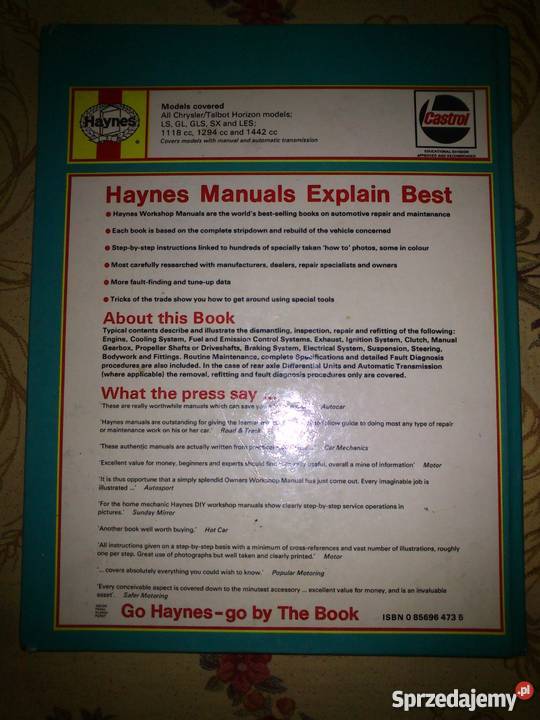 Haynes
Models covered
All Chrysler/Talbot Horizon models;
LS, GL, GLS, SX and LES;
1118 cc, 1294 cc and 1442 cc
Covers models with manual and automatic transmission
Castrol
EDUCATIONAL DIVISION
APPROVED AND RECOMMENDED
Haynes Manuals Explain Best
Haynes Workshop Manuals are the world's best-selling books on automotive repair and maintenance
Each book is based on the complete stripdown and rebuild of the vehicle concerned
Step-by-step instructions linked to hundreds of specially taken 'how to' photos, some in colour
Most carefully researched with manufacturers, dealers, repair specialists and owners
More fault-finding and tune-up data
Tricks of the trade show you how to get around using special tools
About this Book
Typical contents describe and illustrate the dismantling, inspection, repair and refitting of the following:
Engine, Cooling System, Fuel and Emission Control Systems, Exhaust, Ignition System, Clutch, Manual
Gearbox, Propeller Shafts or Driveshafts, Braking System, Electrical System, Suspension, Steering,
Bodywork and Fittings. Routine Maintenance, complete Specifications and detailed Fault Diagnosis
procedures are also included. In the case of rear axle Differential Units and Automatic Transmission
(where applicable) the removal, refitting and fault diagnosis procedures only are covered.
What the press say ...
'These are really worthwhile manuals which can save you Autocar
'Haynes manuals are outstanding for giving the learner to follow guide to doing most any type of repair
or maintenance work on his or her car.' Road & Track
'These authentic manuals are actually written from Car Mechanics
'Excellent value for money, beginners and experts should find useful, overall a mine of information' Motor
'It is thus opportune that a simply splendid Owners Workshop Manual has just come out. Every imaginable job is
illustrated ...' Autosport
'For the home mechanic Haynes DIY workshop manuals show clearly step-by-step service operations in
pictures.' Sunday Mirror
'Another book well worth buying.' Hot Car
'All instructions given on a step-by-step basis with a minimum of cross-references and vast number of illustrations, roughly
one per step. Great use of photographs but well taken and clearly printed.' Motor
'... covers absolutely everything you could wish to know.' Popular Motoring
'Every conceivable aspect is covered down to the minutest accessory ... excellent value for money, and is an invaluable
asset'. Safer Motoring
Go Haynes-go by The Book
ISBN 0 85696 473 5
Sprzedajemy.pl